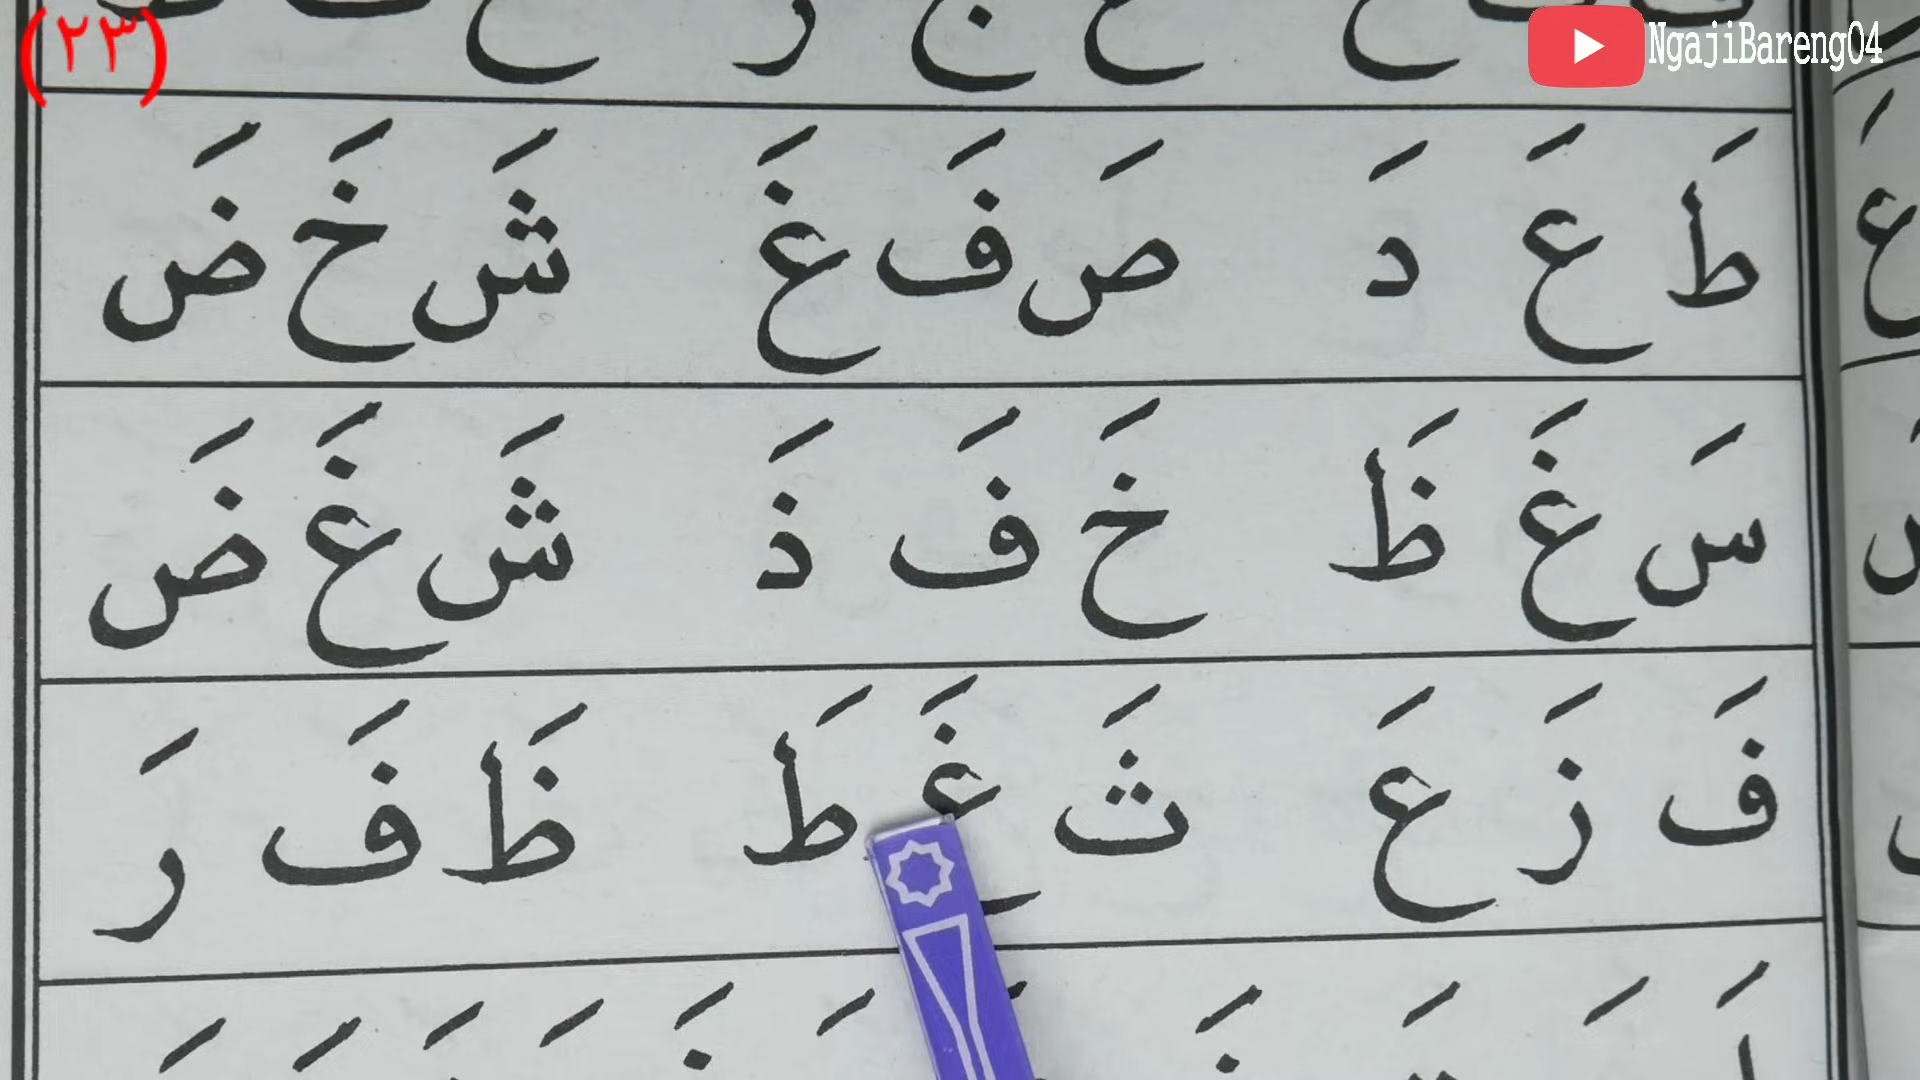 (٢٣)
NgajiBareng04
طَ عَ دَ صَ فَ غَ شَ خَ ضَ
سَ غَ ظَ خَ فَ ذَ شَ غَ ضَ
فَ زَ عَ ثَ غَ طَ ظَ فَ رَ